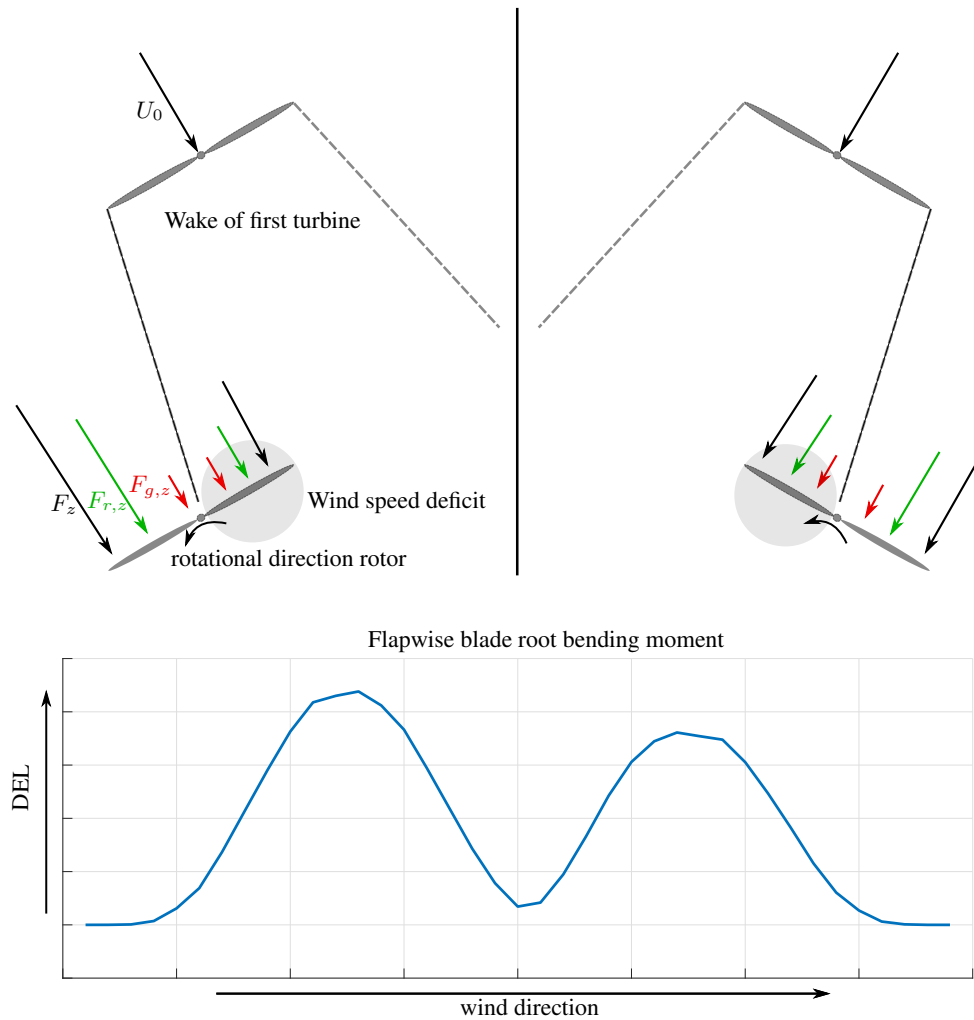 U_0
Wake of first turbine
F_z
F_{r,z}
F_{g,z}
Wind speed deficit
rotational direction rotor
Flapwise blade root bending moment
DEL
wind direction